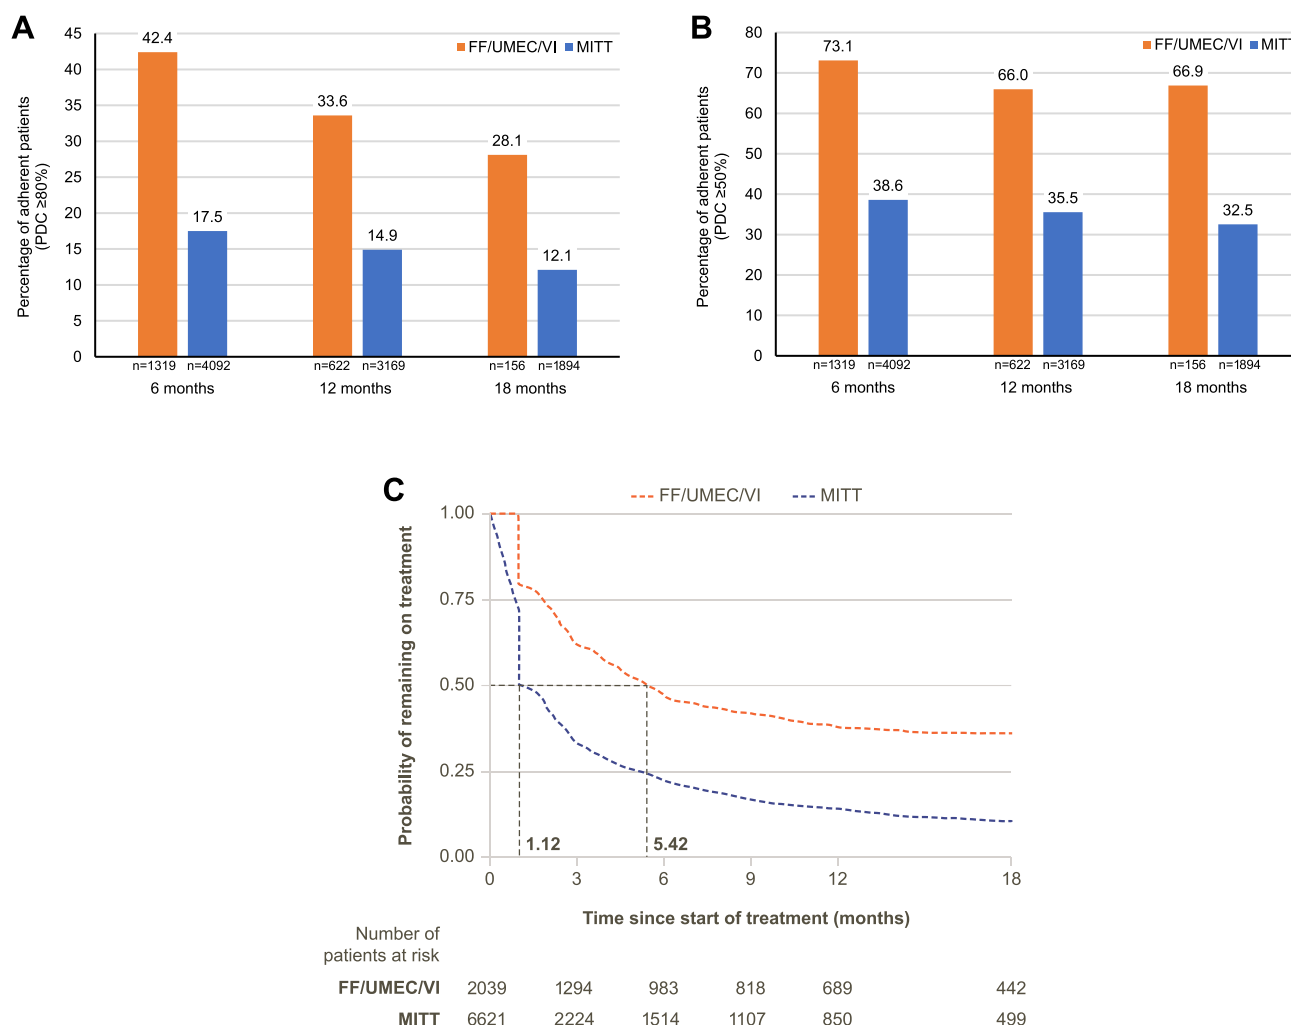 A
FF/UMEC/VI MITT
Percentage of adherent patients
(PDC ≥80%)
45
40
35
30
25
20
15
10
5
0
42.4
17.5
33.6
14.9
28.1
12.1
n=1319 n=4092 n=622 n=3169 n=156 n=1894
6 months 12 months 18 months
B
FF/UMEC/VI MITT
Percentage of adherent patients
(PDC ≥50%)
80
70
60
50
40
30
20
10
0
73.1
38.6
66.0
35.5
66.9
32.5
n=1319 n=4092 n=622 n=3169 n=156 n=1894
6 months 12 months 18 months
C
FF/UMEC/VI MITT
Probability of remaining on treatment
1.00
0.75
0.50
0.25
0.00
1.12 5.42
0 3 6 9 12 18
Time since start of treatment (months)
Number of
patients at risk
FF/UMEC/VI 2039 1294 983 818 689 442
MITT 6621 2224 1514 1107 850 499